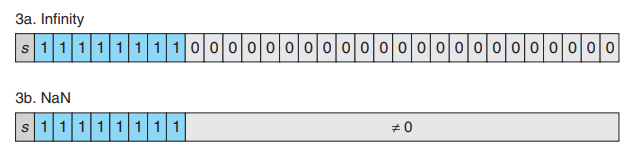 3a. Infinity
s 1 1 1 1 1 1 1 1 0 0 0 0 0 0 0 0 0 0 0 0 0 0 0 0 0 0 0 0 0 0 0
3b. NaN
s 1 1 1 1 1 1 1 1 ≠ 0